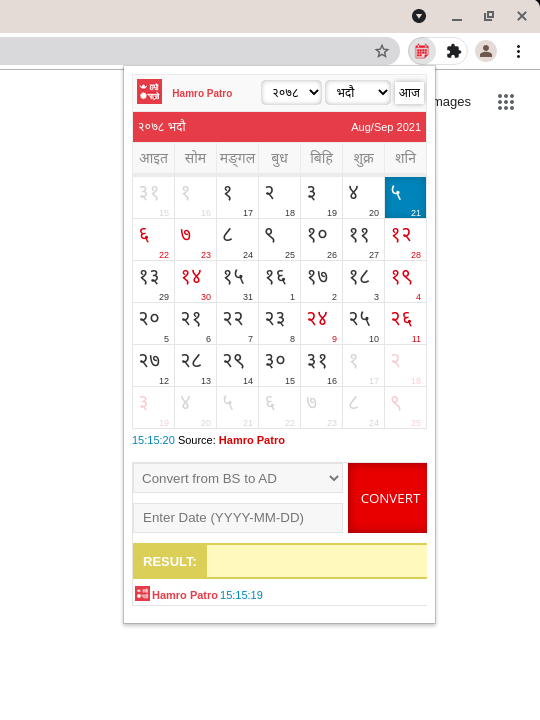 mages
Hamro Patro २०७८ भदौ आज
२०७८ भदौ Aug/Sep 2021
आइत सोम मङ्गल बुध बिहि शुक्र शनि
३१ १ १ २ ३ ४ ५
15 16 17 18 19 20 21
६ ७ ८ ९ १० ११ १२
22 23 24 25 26 27 28
१३ १४ १५ १६ १७ १८ १९
29 30 31 1 2 3 4
२० २१ २२ २३ २४ २५ २६
5 6 7 8 9 10 11
२७ २८ २९ ३० ३१ १ २
12 13 14 15 16 17 18
३ ४ ५ ६ ७ ८ ९
19 20 21 22 23 24 25
15:15:20 Source: Hamro Patro
Convert from BS to AD
CONVERT
Enter Date (YYYY-MM-DD)
RESULT:
Hamro Patro 15:15:19